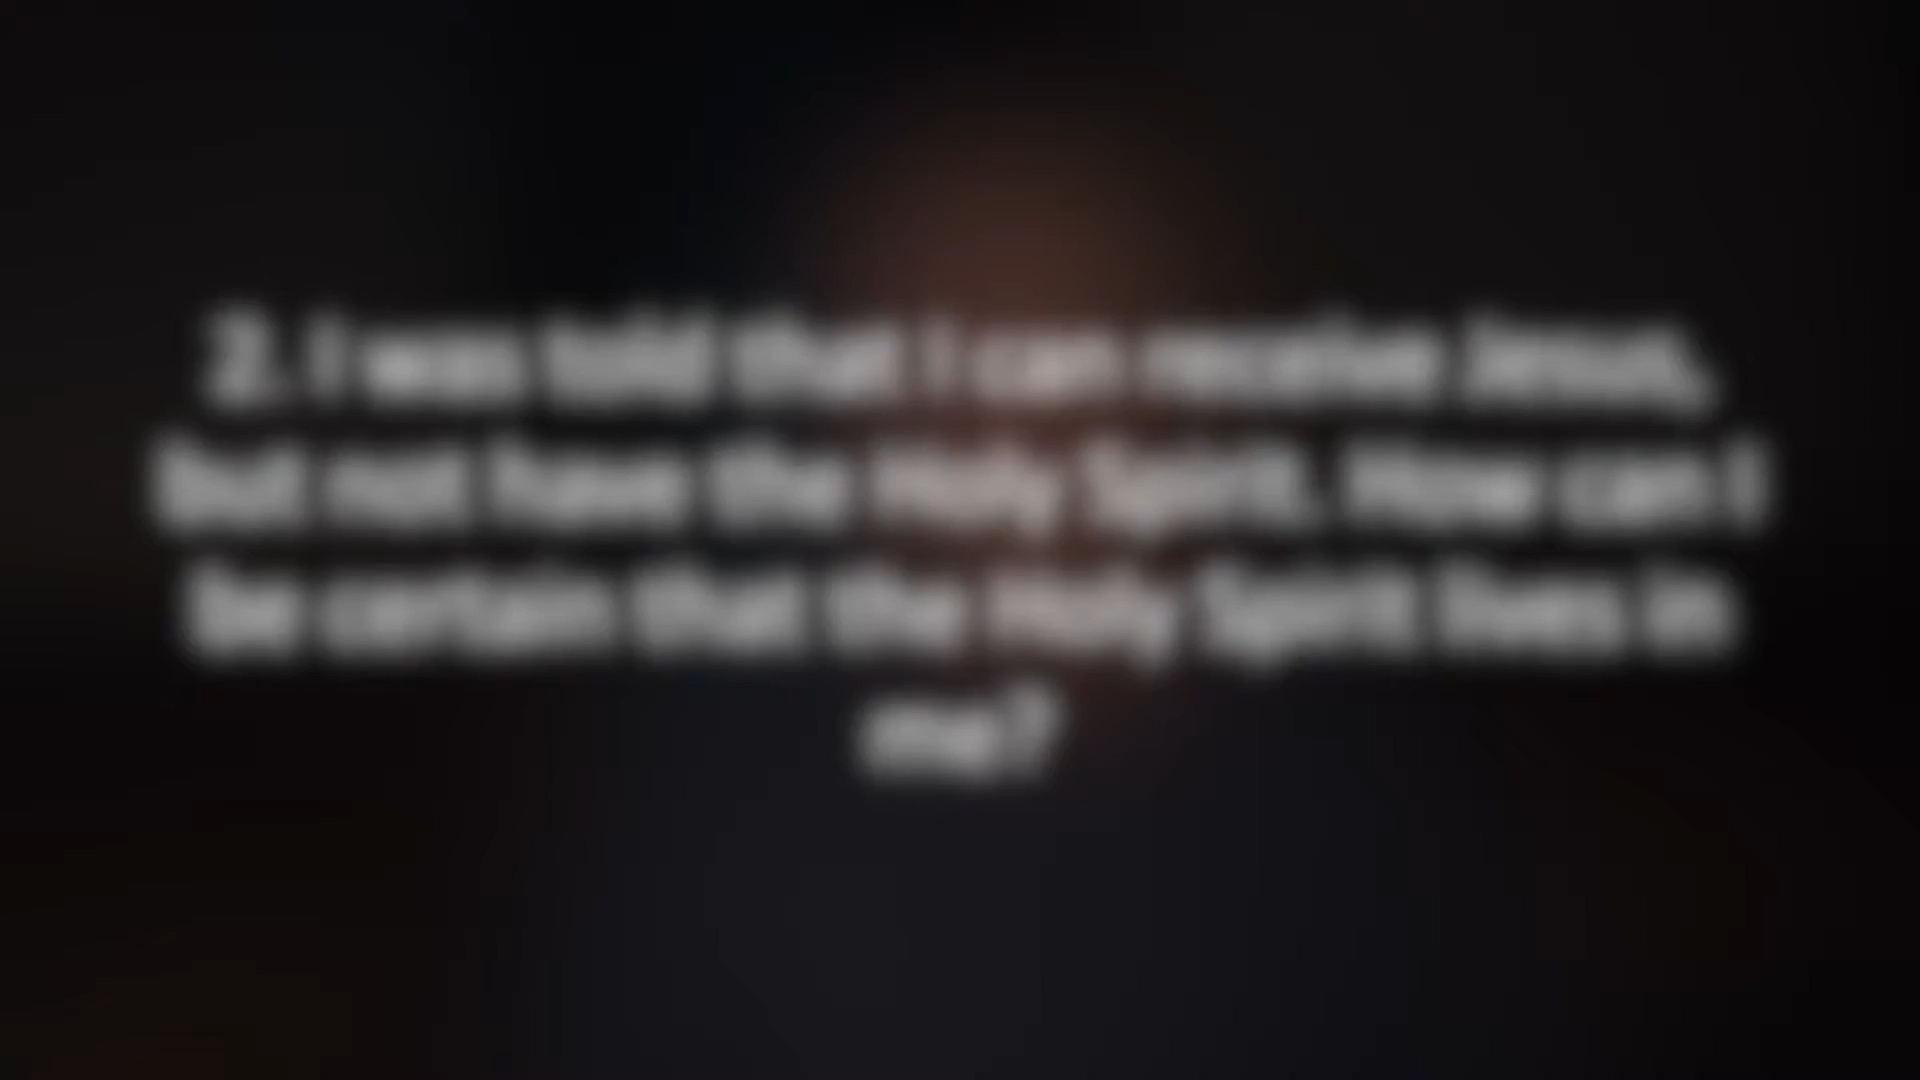 2. I was told that I can receive Jesus,
but not have the Holy Spirit. How can I
be certain that the Holy Spirit lives in
me?